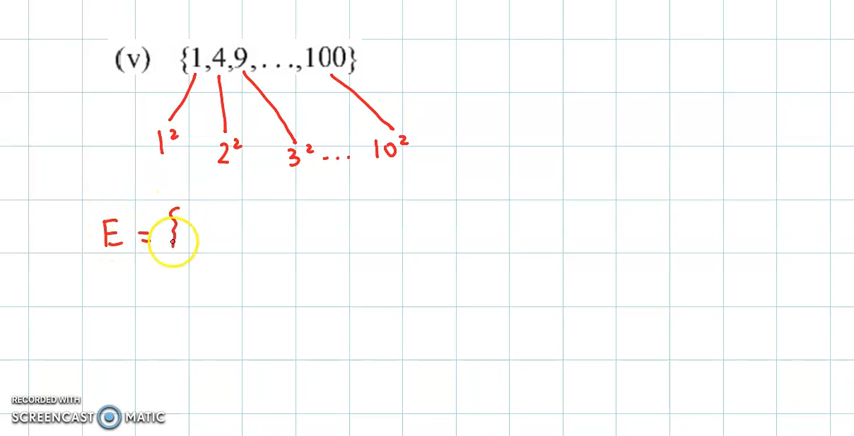 (v) {1,4,9,...,100}
1² 2² 3² ... 10²
E = {
RECORDED WITH
SCREENCAST MATIC